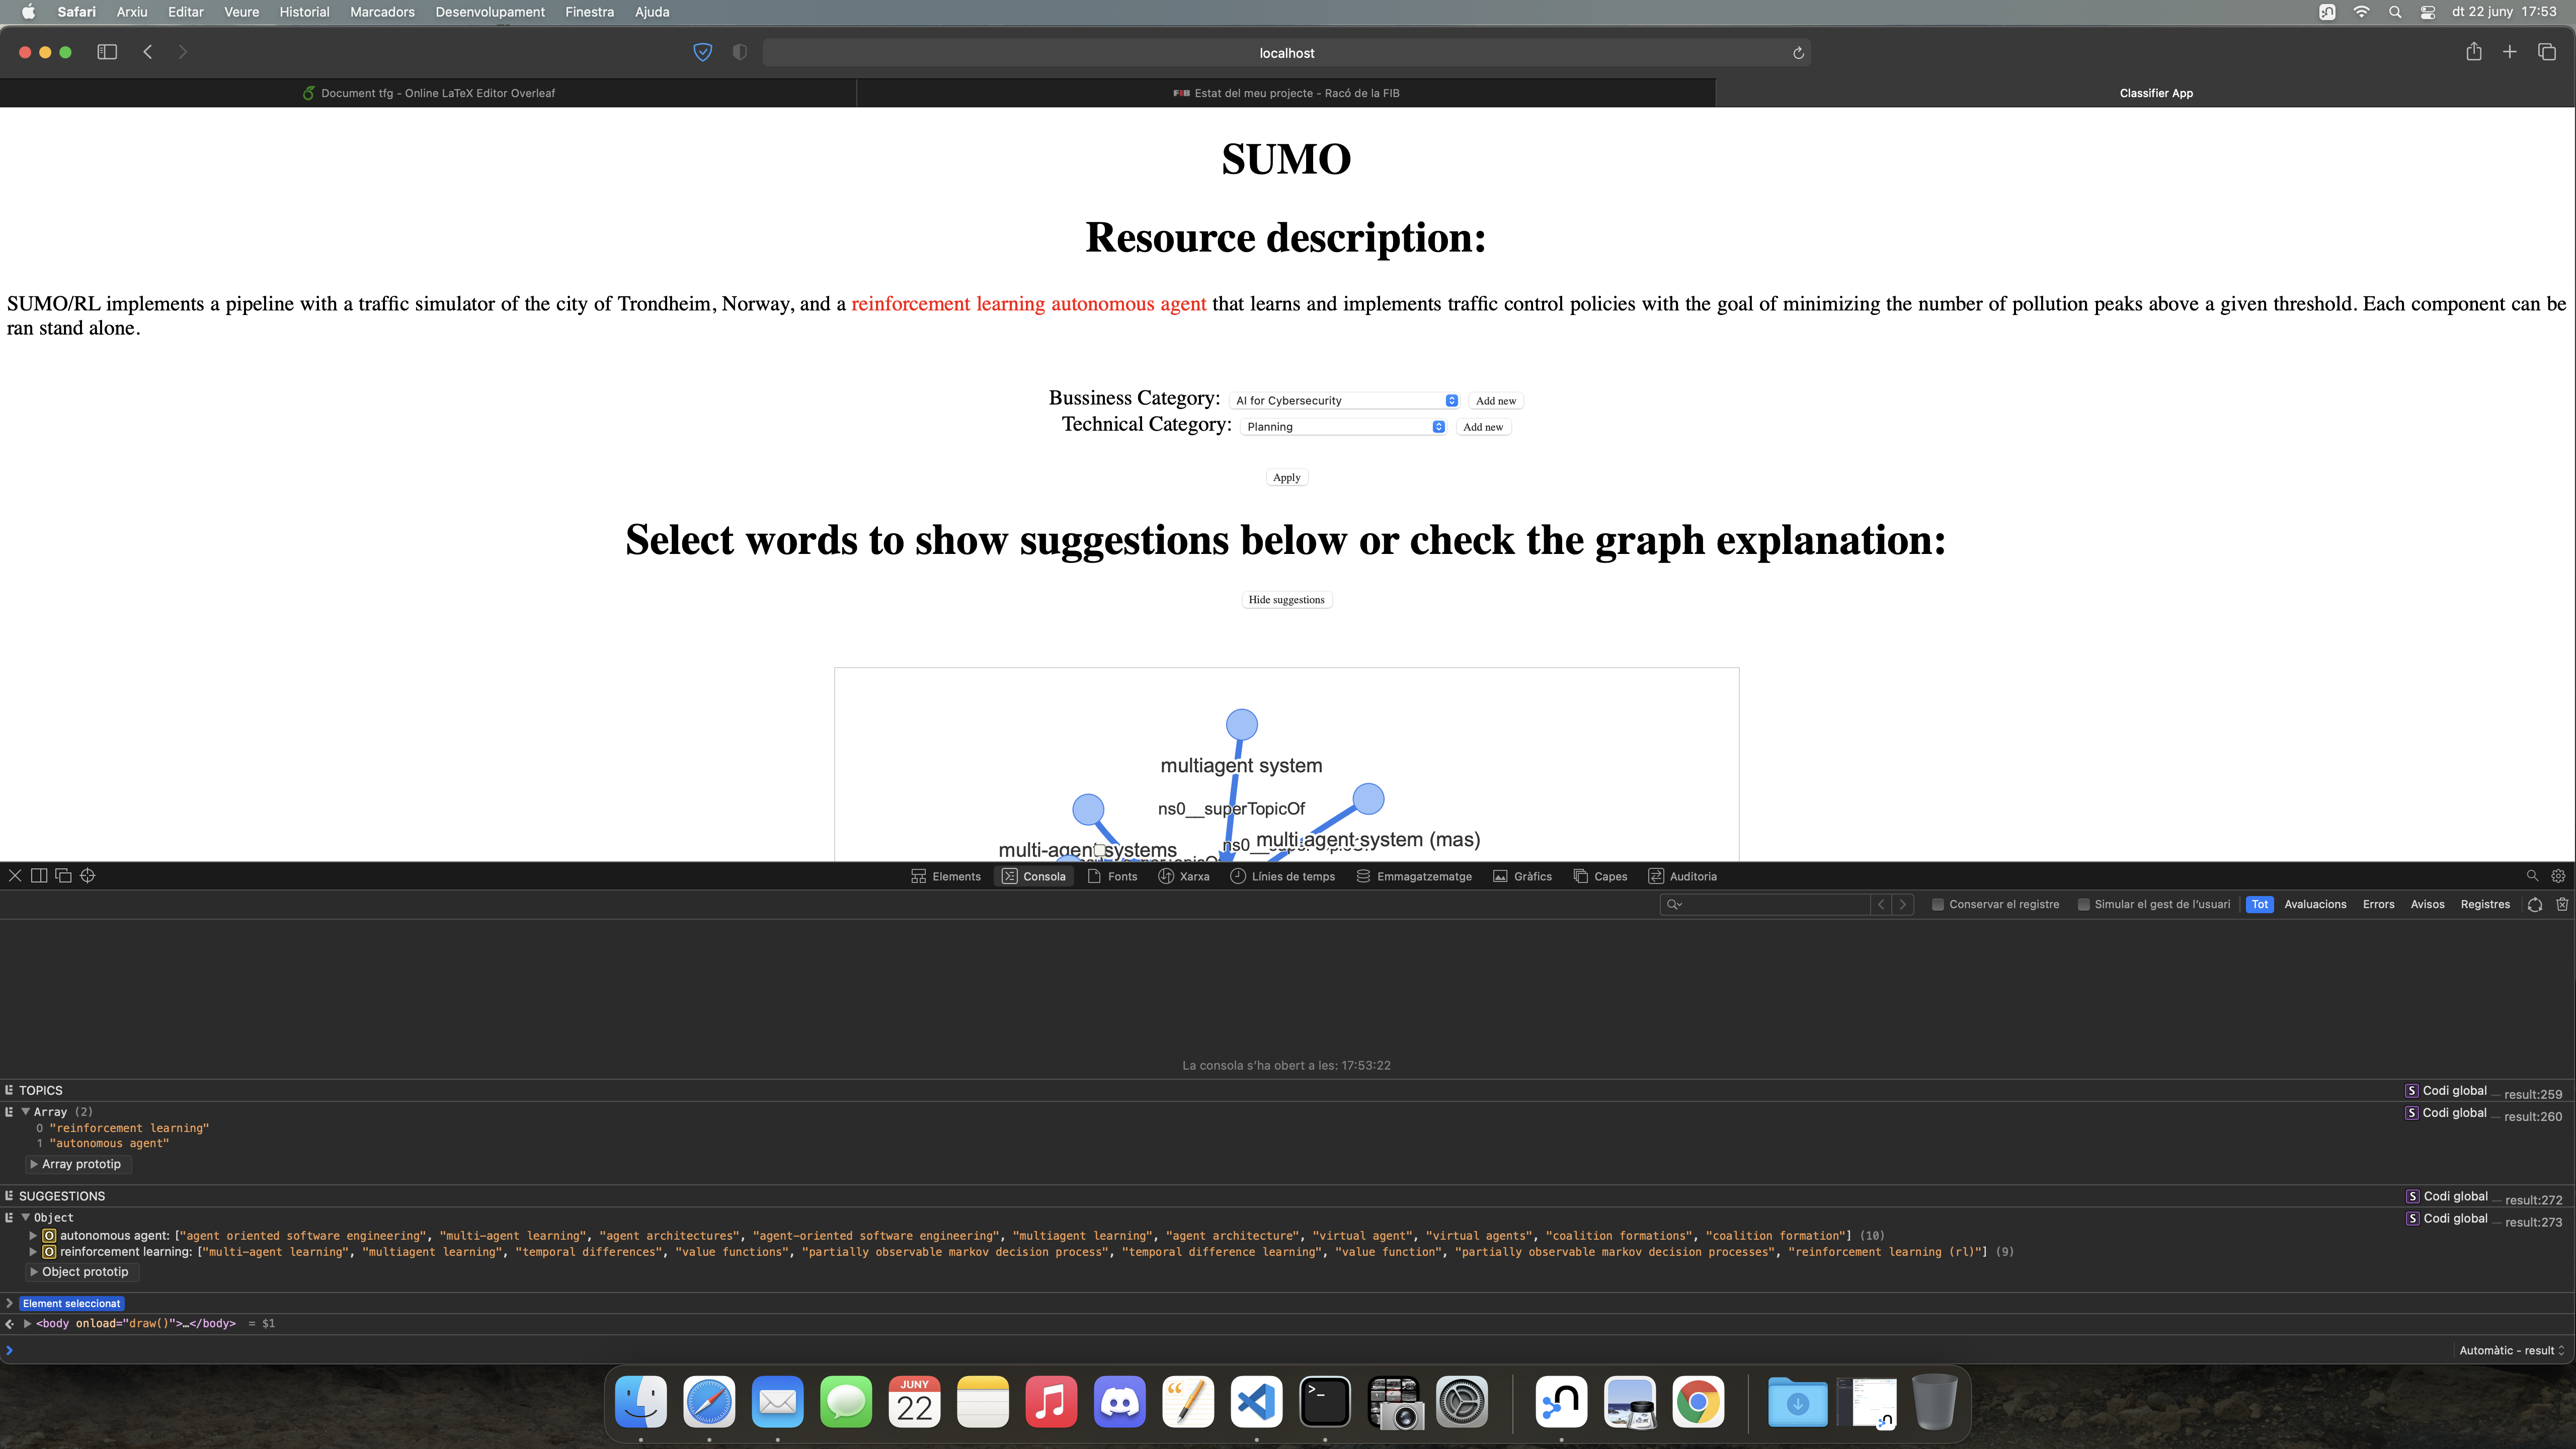 Safari Arxiu Editar Veure Historial Marcadors Desenvolupament Finestra Ajuda dt 22 juny 17:53
localhost
Document tfg - Online LaTeX Editor Overleaf Estat del meu projecte - Racó de la FIB Classifier App
SUMO
Resource description:
SUMO/RL implements a pipeline with a traffic simulator of the city of Trondheim, Norway, and a reinforcement learning autonomous agent that learns and implements traffic control policies with the goal of minimizing the number of pollution peaks above a given threshold. Each component can be
ran stand alone.
Bussiness Category: AI for Cybersecurity Add new
Technical Category: Planning Add new
Apply
Select words to show suggestions below or check the graph explanation:
Hide suggestions
multiagent system
ns0__superTopicOf
multi agent system (mas)
multi-agent systems
Elements Consola Fonts Xarxa Línies de temps Emmagatzematge Gràfics Capes Auditoria
Conservar el registre Simular el gest de l'usuari Tot Avaluacions Errors Avisos Registres
La consola s'ha obert a les: 17:53:22
TOPICS S Codi global — result:259
Array (2) S Codi global — result:260
0 "reinforcement learning"
1 "autonomous agent"
Array prototip
SUGGESTIONS S Codi global — result:272
Object S Codi global — result:273
O autonomous agent: ["agent oriented software engineering", "multi-agent learning", "agent architectures", "agent-oriented software engineering", "multiagent learning", "agent architecture", "virtual agent", "virtual agents", "coalition formations", "coalition formation"] (10)
O reinforcement learning: ["multi-agent learning", "multiagent learning", "temporal differences", "value functions", "partially observable markov decision process", "temporal difference learning", "value function", "partially observable markov decision processes", "reinforcement learning (rl)"] (9)
Object prototip
Element seleccionat
<body onload="draw()">…</body> = $1
Automàtic - result
JUNY
22